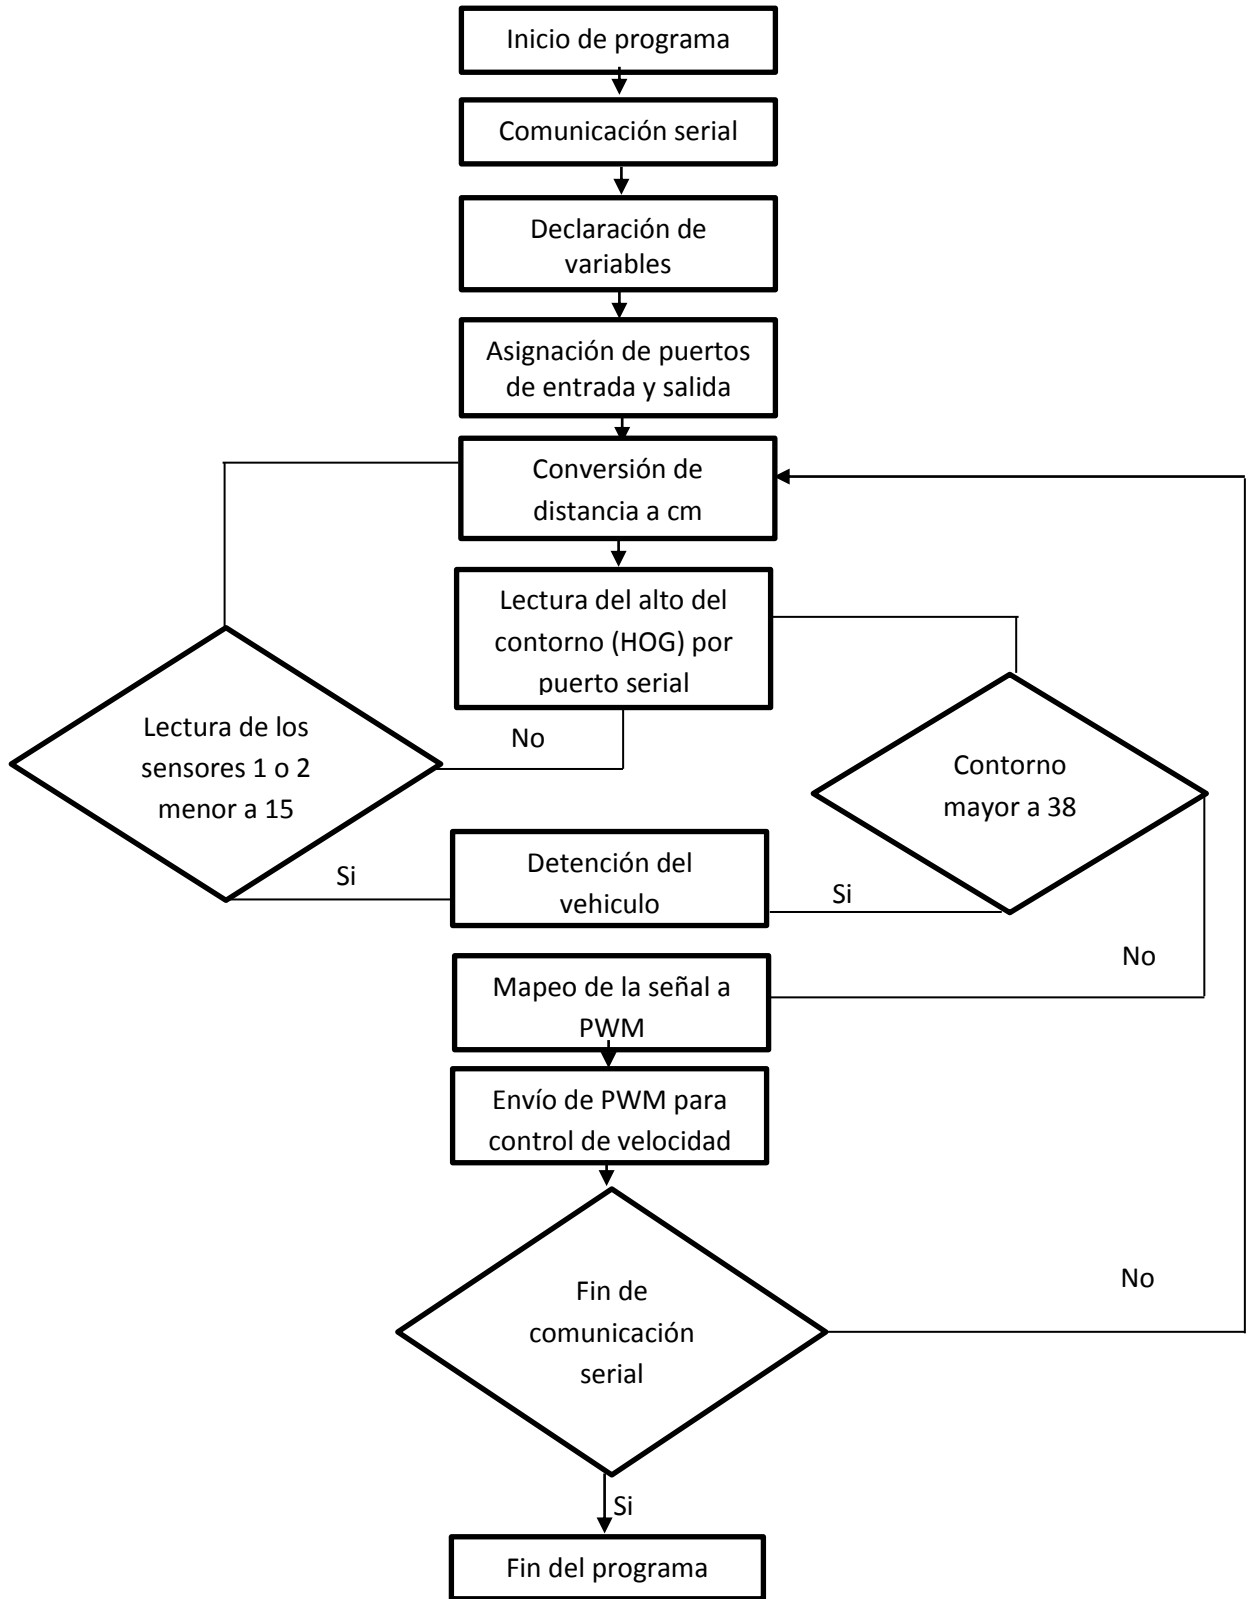 Inicio de programa
Comunicación serial
Declaración de
variables
Asignación de puertos
de entrada y salida
Conversión de
distancia a cm
Lectura del alto del
contorno (HOG) por
puerto serial
Lectura de los
sensores 1 o 2
menor a 15
No
Contorno
mayor a 38
Si
Detención del
vehiculo
Si
No
Mapeo de la señal a
PWM
Envío de PWM para
control de velocidad
Fin de
comunicación
serial
No
Si
Fin del programa